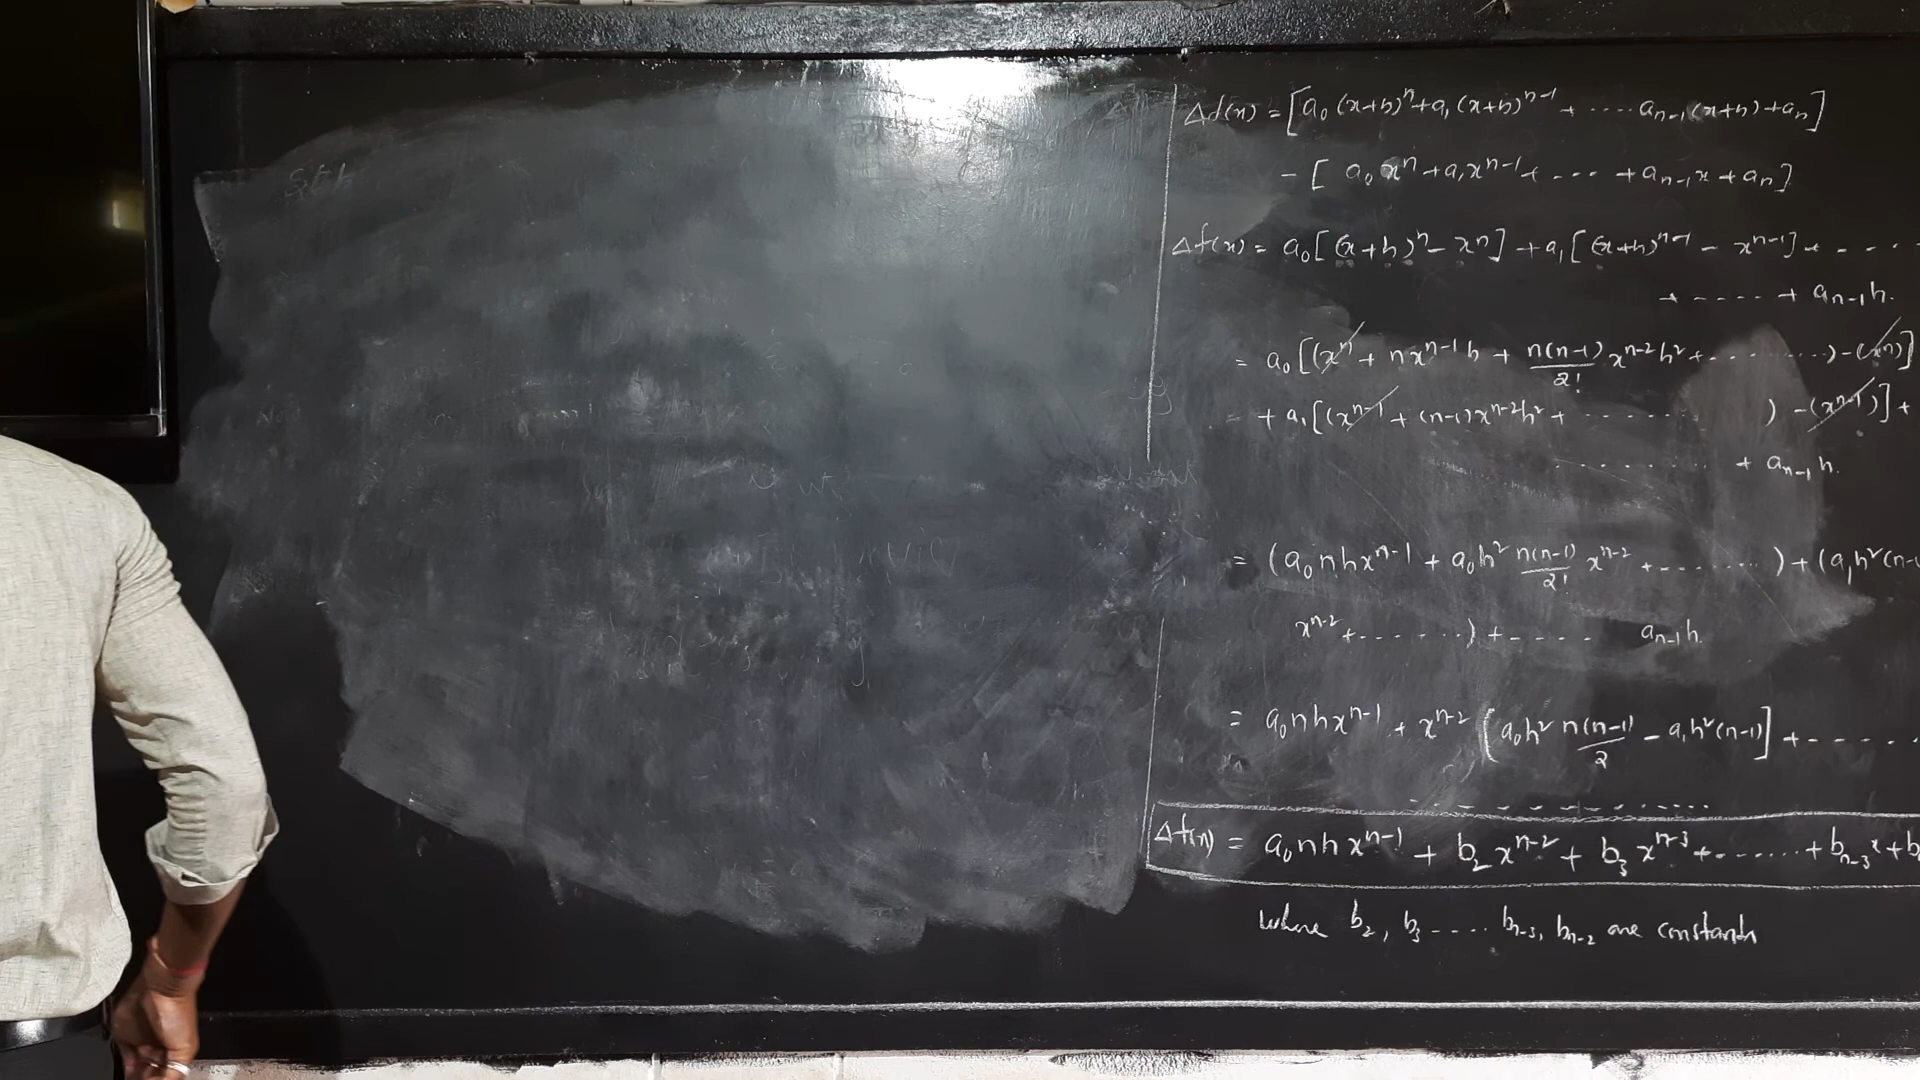 Δf(x) = [a₀(x+h)ⁿ + a₁(x+h)ⁿ⁻¹ + ..... aₙ₋₁(x+h) + aₙ]
- [a₀xⁿ + a₁xⁿ⁻¹ + ... + aₙ₋₁x + aₙ]
Δf(x) = a₀[(x+h)ⁿ - xⁿ] + a₁[(x+h)ⁿ⁻¹ - xⁿ⁻¹] + - - - -
+ ----- + aₙ₋₁h.
= a₀[(xⁿ + nxⁿ⁻¹h + n(n-1)/2! xⁿ⁻²h² + ..........) - (xⁿ)]
+ a₁[(xⁿ⁻¹ + (n-1)xⁿ⁻²h² + ........ ) - (xⁿ⁻¹)] +
........ + aₙ₋₁h.
= (a₀nhxⁿ⁻¹ + a₀h² n(n-1)/2! xⁿ⁻² + ........) + (a₁h²(n-
xⁿ⁻² + .......) + ----- aₙ₋₁h.
= a₀nhxⁿ⁻¹ + xⁿ⁻² [a₀h² n(n-1)/2 - a₁h²(n-1)] + ------
Δf(x) = a₀nhxⁿ⁻¹ + b₂xⁿ⁻² + b₃xⁿ⁻³ + ....... + bₙ₋₃x + b
where b₂, b₃ ----- bₙ₋₃, bₙ₋₂ are constants